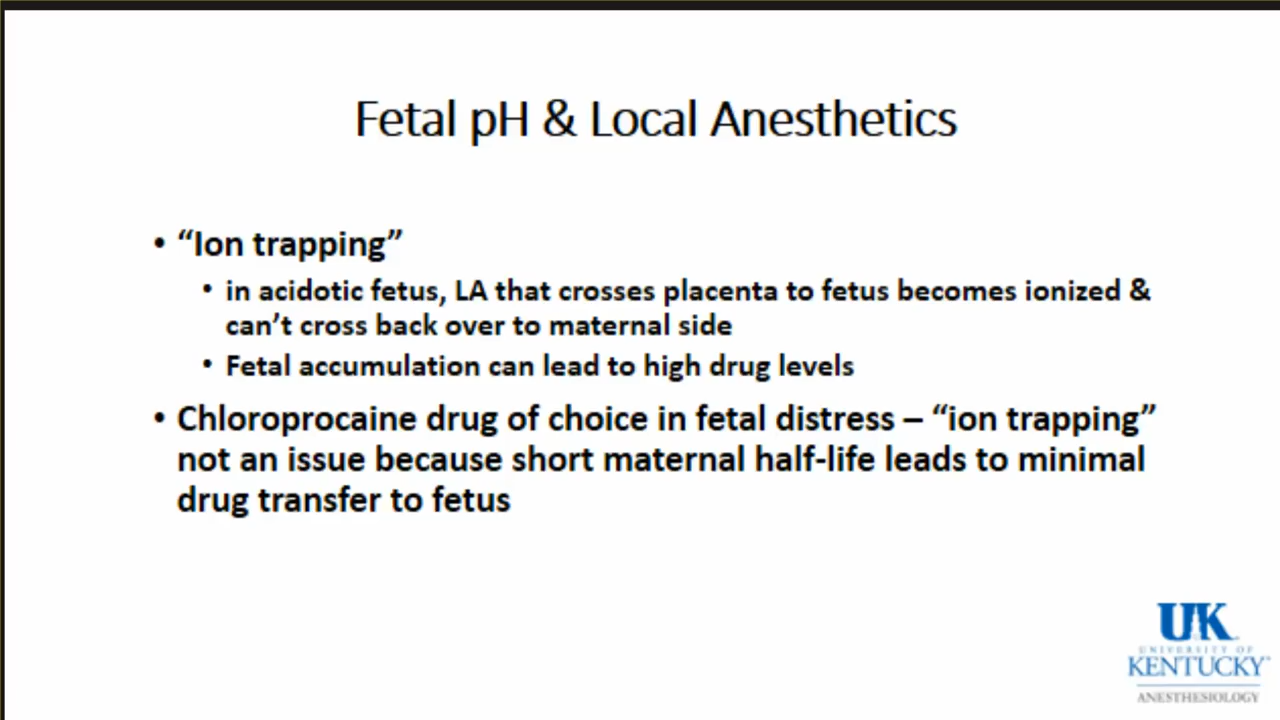 Fetal pH & Local Anesthetics
• “Ion trapping”
• in acidotic fetus, LA that crosses placenta to fetus becomes ionized &
can’t cross back over to maternal side
• Fetal accumulation can lead to high drug levels
• Chloroprocaine drug of choice in fetal distress – “ion trapping”
not an issue because short maternal half-life leads to minimal
drug transfer to fetus
UK
UNIVERSITY OF
KENTUCKY
ANESTHESIOLOGY